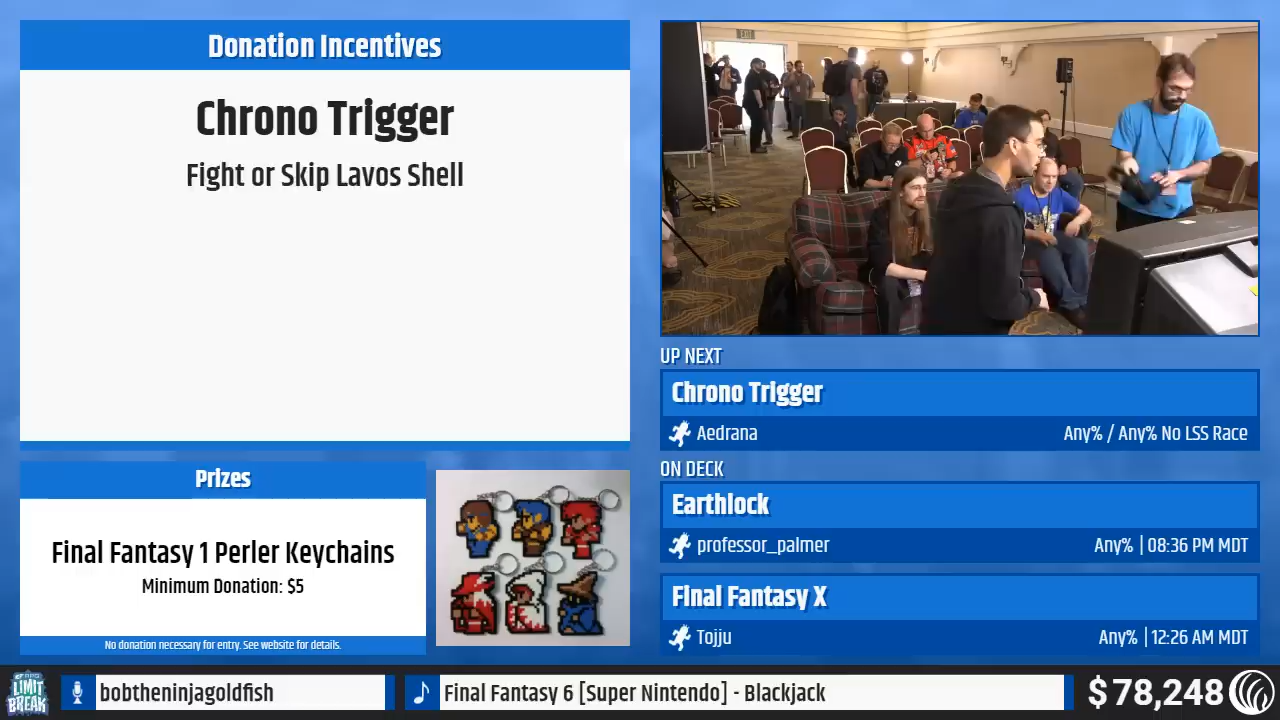 Donation Incentives
Chrono Trigger
Fight or Skip Lavos Shell
Prizes
Final Fantasy 1 Perler Keychains
Minimum Donation: $5
No donation necessary for entry. See website for details.
UP NEXT
Chrono Trigger
Aedrana
Any% / Any% No LSS Race
ON DECK
Earthlock
professor_palmer
Any% | 08:36 PM MDT
Final Fantasy X
Tojju
Any% | 12:26 AM MDT
LIMIT
BREAK
bobtheninjagoldfish
Final Fantasy 6 [Super Nintendo] - Blackjack
$78,248